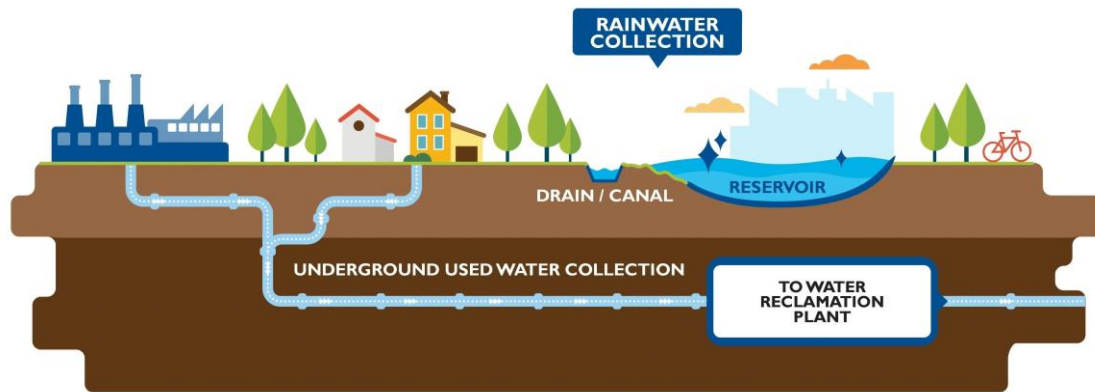 RAINWATER
COLLECTION
DRAIN / CANAL
RESERVOIR
UNDERGROUND USED WATER COLLECTION
TO WATER
RECLAMATION
PLANT